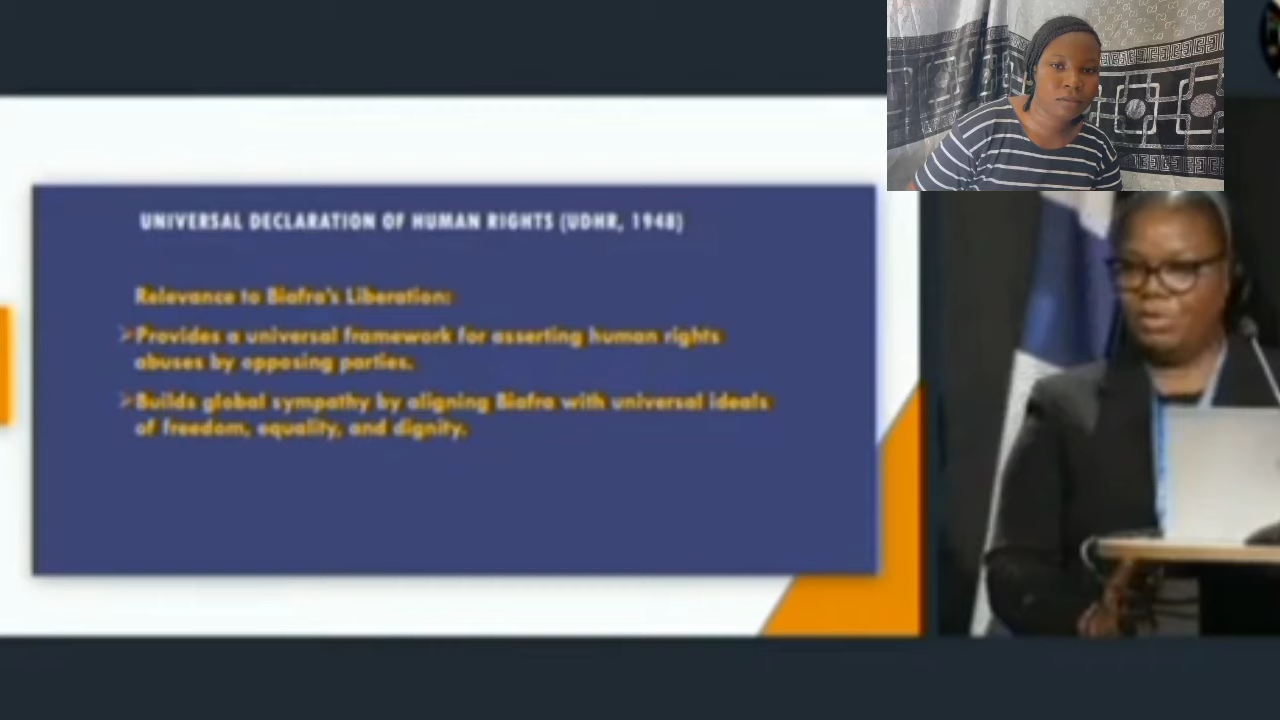 UNIVERSAL DECLARATION OF HUMAN RIGHTS (UDHR, 1948)
Relevance to Biafra's Liberation:
Provides a universal framework for asserting human rights
abuses by opposing parties.
Builds global sympathy by aligning Biafra with universal ideals
of freedom, equality, and dignity.